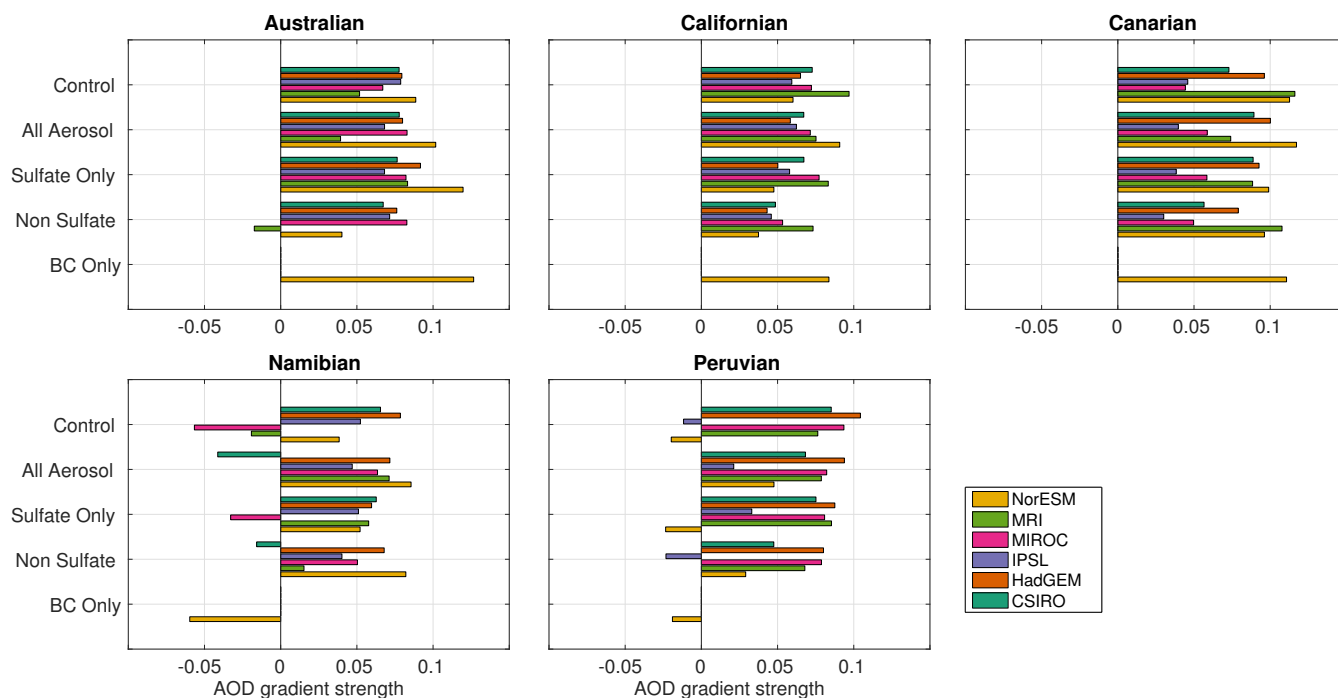 Australian
Californian
Canarian
Control
All Aerosol
Sulfate Only
Non Sulfate
BC Only
-0.05 0 0.05 0.1
-0.05 0 0.05 0.1
-0.05 0 0.05 0.1
Namibian
Peruvian
Control
All Aerosol
Sulfate Only
Non Sulfate
BC Only
-0.05 0 0.05 0.1
AOD gradient strength
-0.05 0 0.05 0.1
AOD gradient strength
NorESM
MRI
MIROC
IPSL
HadGEM
CSIRO